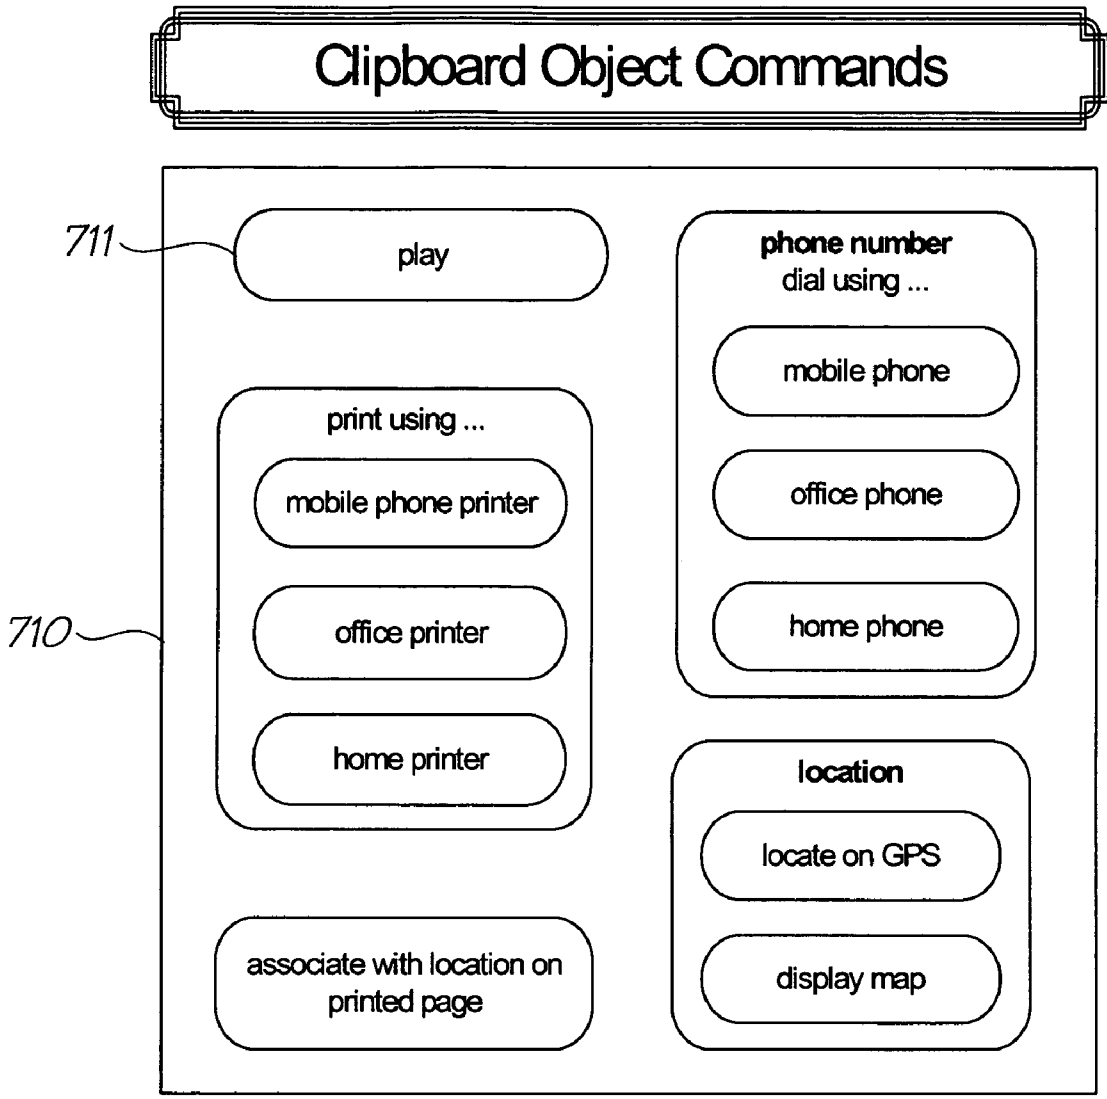 Clipboard Object Commands
711
play
print using ...
mobile phone printer
office printer
home printer
710
associate with location on
printed page
phone number
dial using ...
mobile phone
office phone
home phone
location
locate on GPS
display map